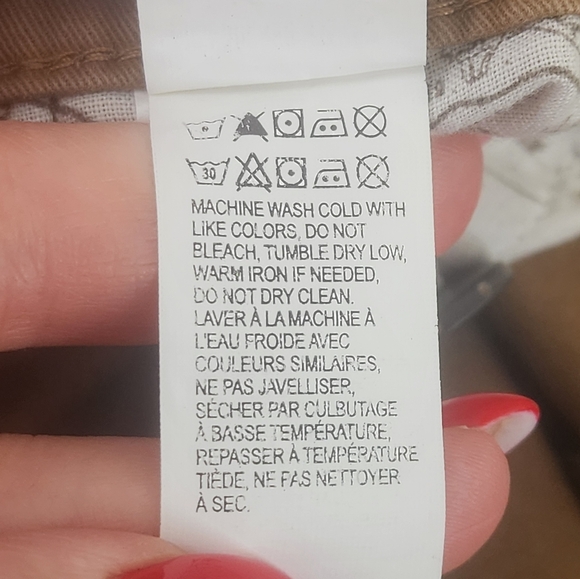 30
MACHINE WASH COLD WITH
LIKE COLORS, DO NOT
BLEACH, TUMBLE DRY LOW,
WARM IRON IF NEEDED,
DO NOT DRY CLEAN.
LAVER À LA MACHINE À
L'EAU FROIDE AVEC
COULEURS SIMILAIRES,
NE PAS JAVELLISER,
SÉCHER PAR CULBUTAGE
À BASSE TEMPÉRATURE,
REPASSER À TEMPÉRATURE
TIÈDE, NE PAS NETTOYER
À SEC.